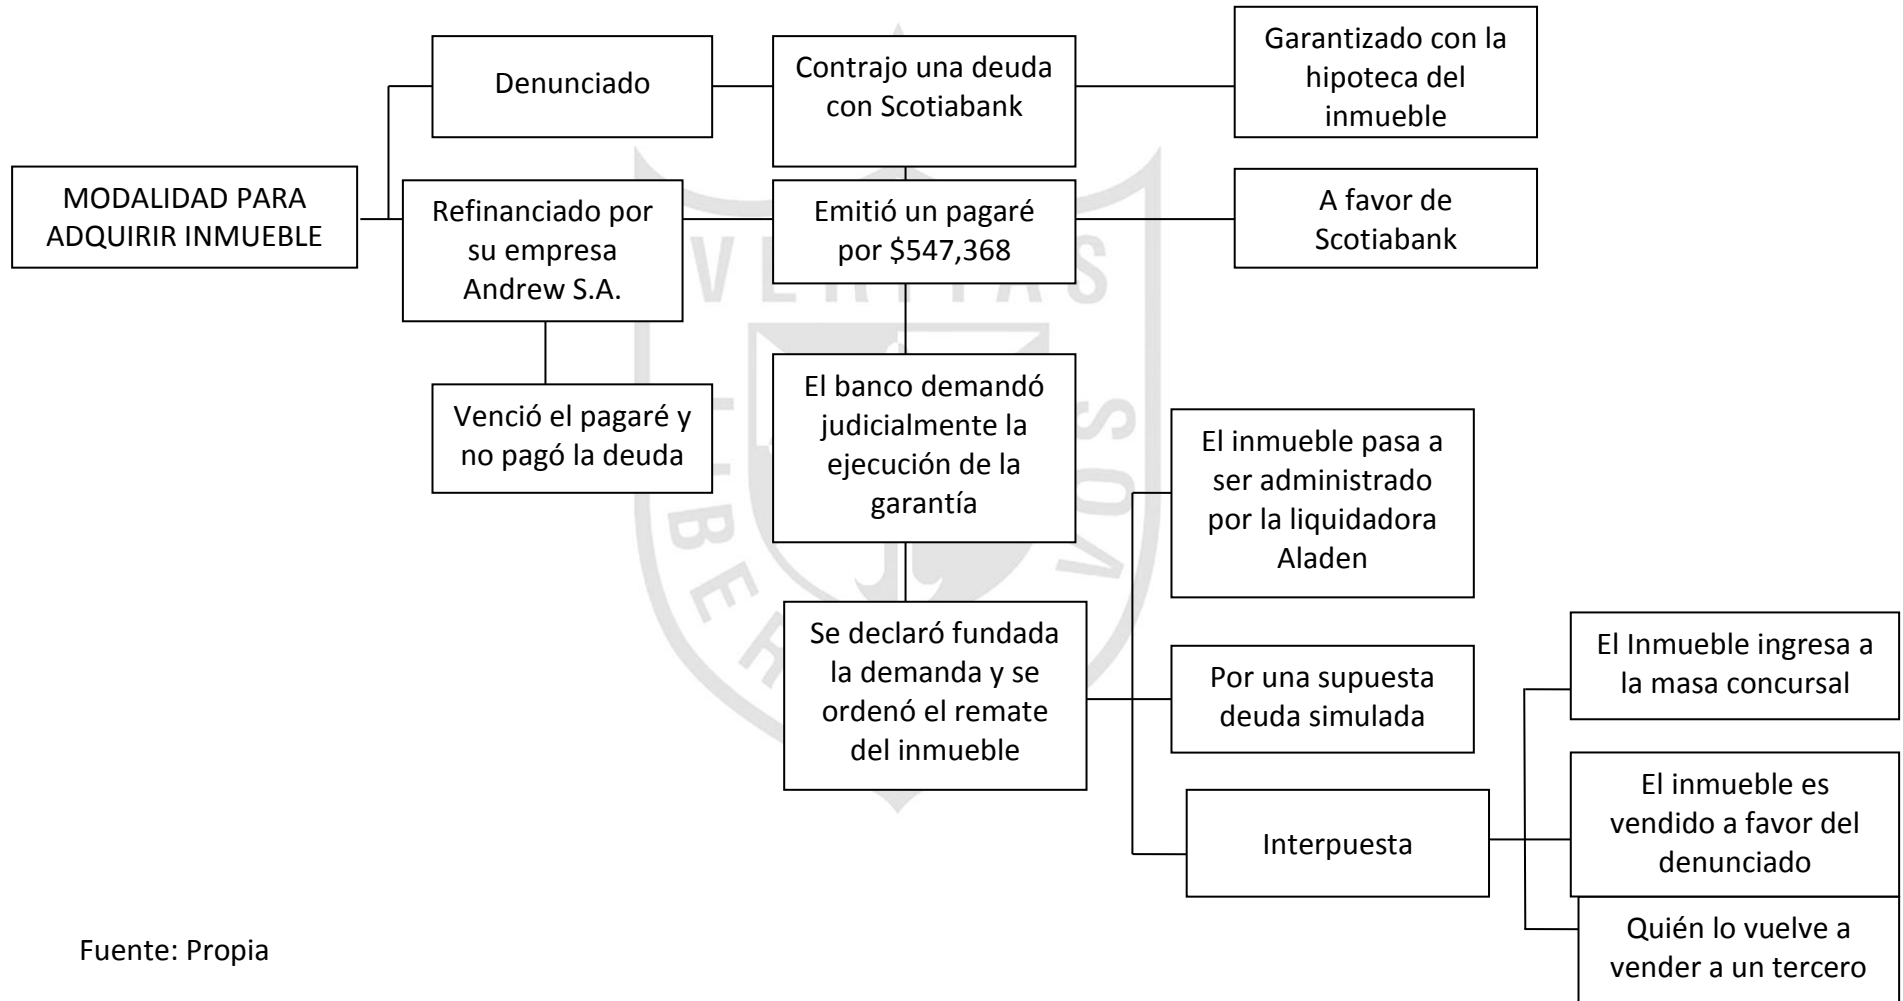 Garantizado con la
hipoteca del
inmueble
Denunciado
Contrajo una deuda
con Scotiabank
MODALIDAD PARA
ADQUIRIR INMUEBLE
Refinanciado por
su empresa
Andrew S.A.
Emitió un pagaré
por $547,368
A favor de
Scotiabank
VERITAS
LIBER
SOM
Venció el pagaré y
no pagó la deuda
El banco demandó
judicialmente la
ejecución de la
garantía
El inmueble pasa a
ser administrado
por la liquidadora
Aladen
Se declaró fundada
la demanda y se
ordenó el remate
del inmueble
Por una supuesta
deuda simulada
Interpuesta
El Inmueble ingresa a
la masa concursal
El inmueble es
vendido a favor del
denunciado
Quién lo vuelve a
vender a un tercero
Fuente: Propia